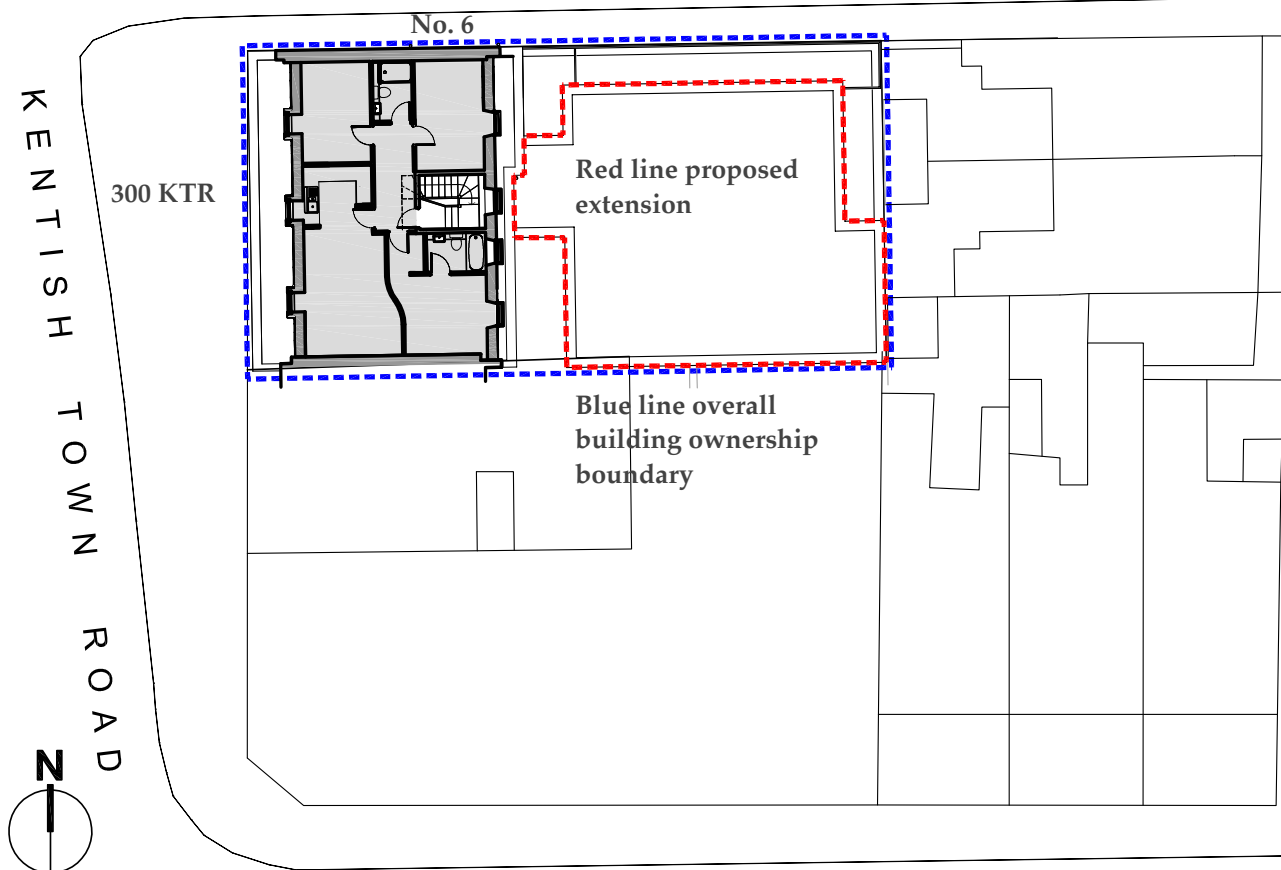 No. 6
300 KTR
Red line proposed
extension
Blue line overall
building ownership
boundary
KENTISH TOWN ROAD
N